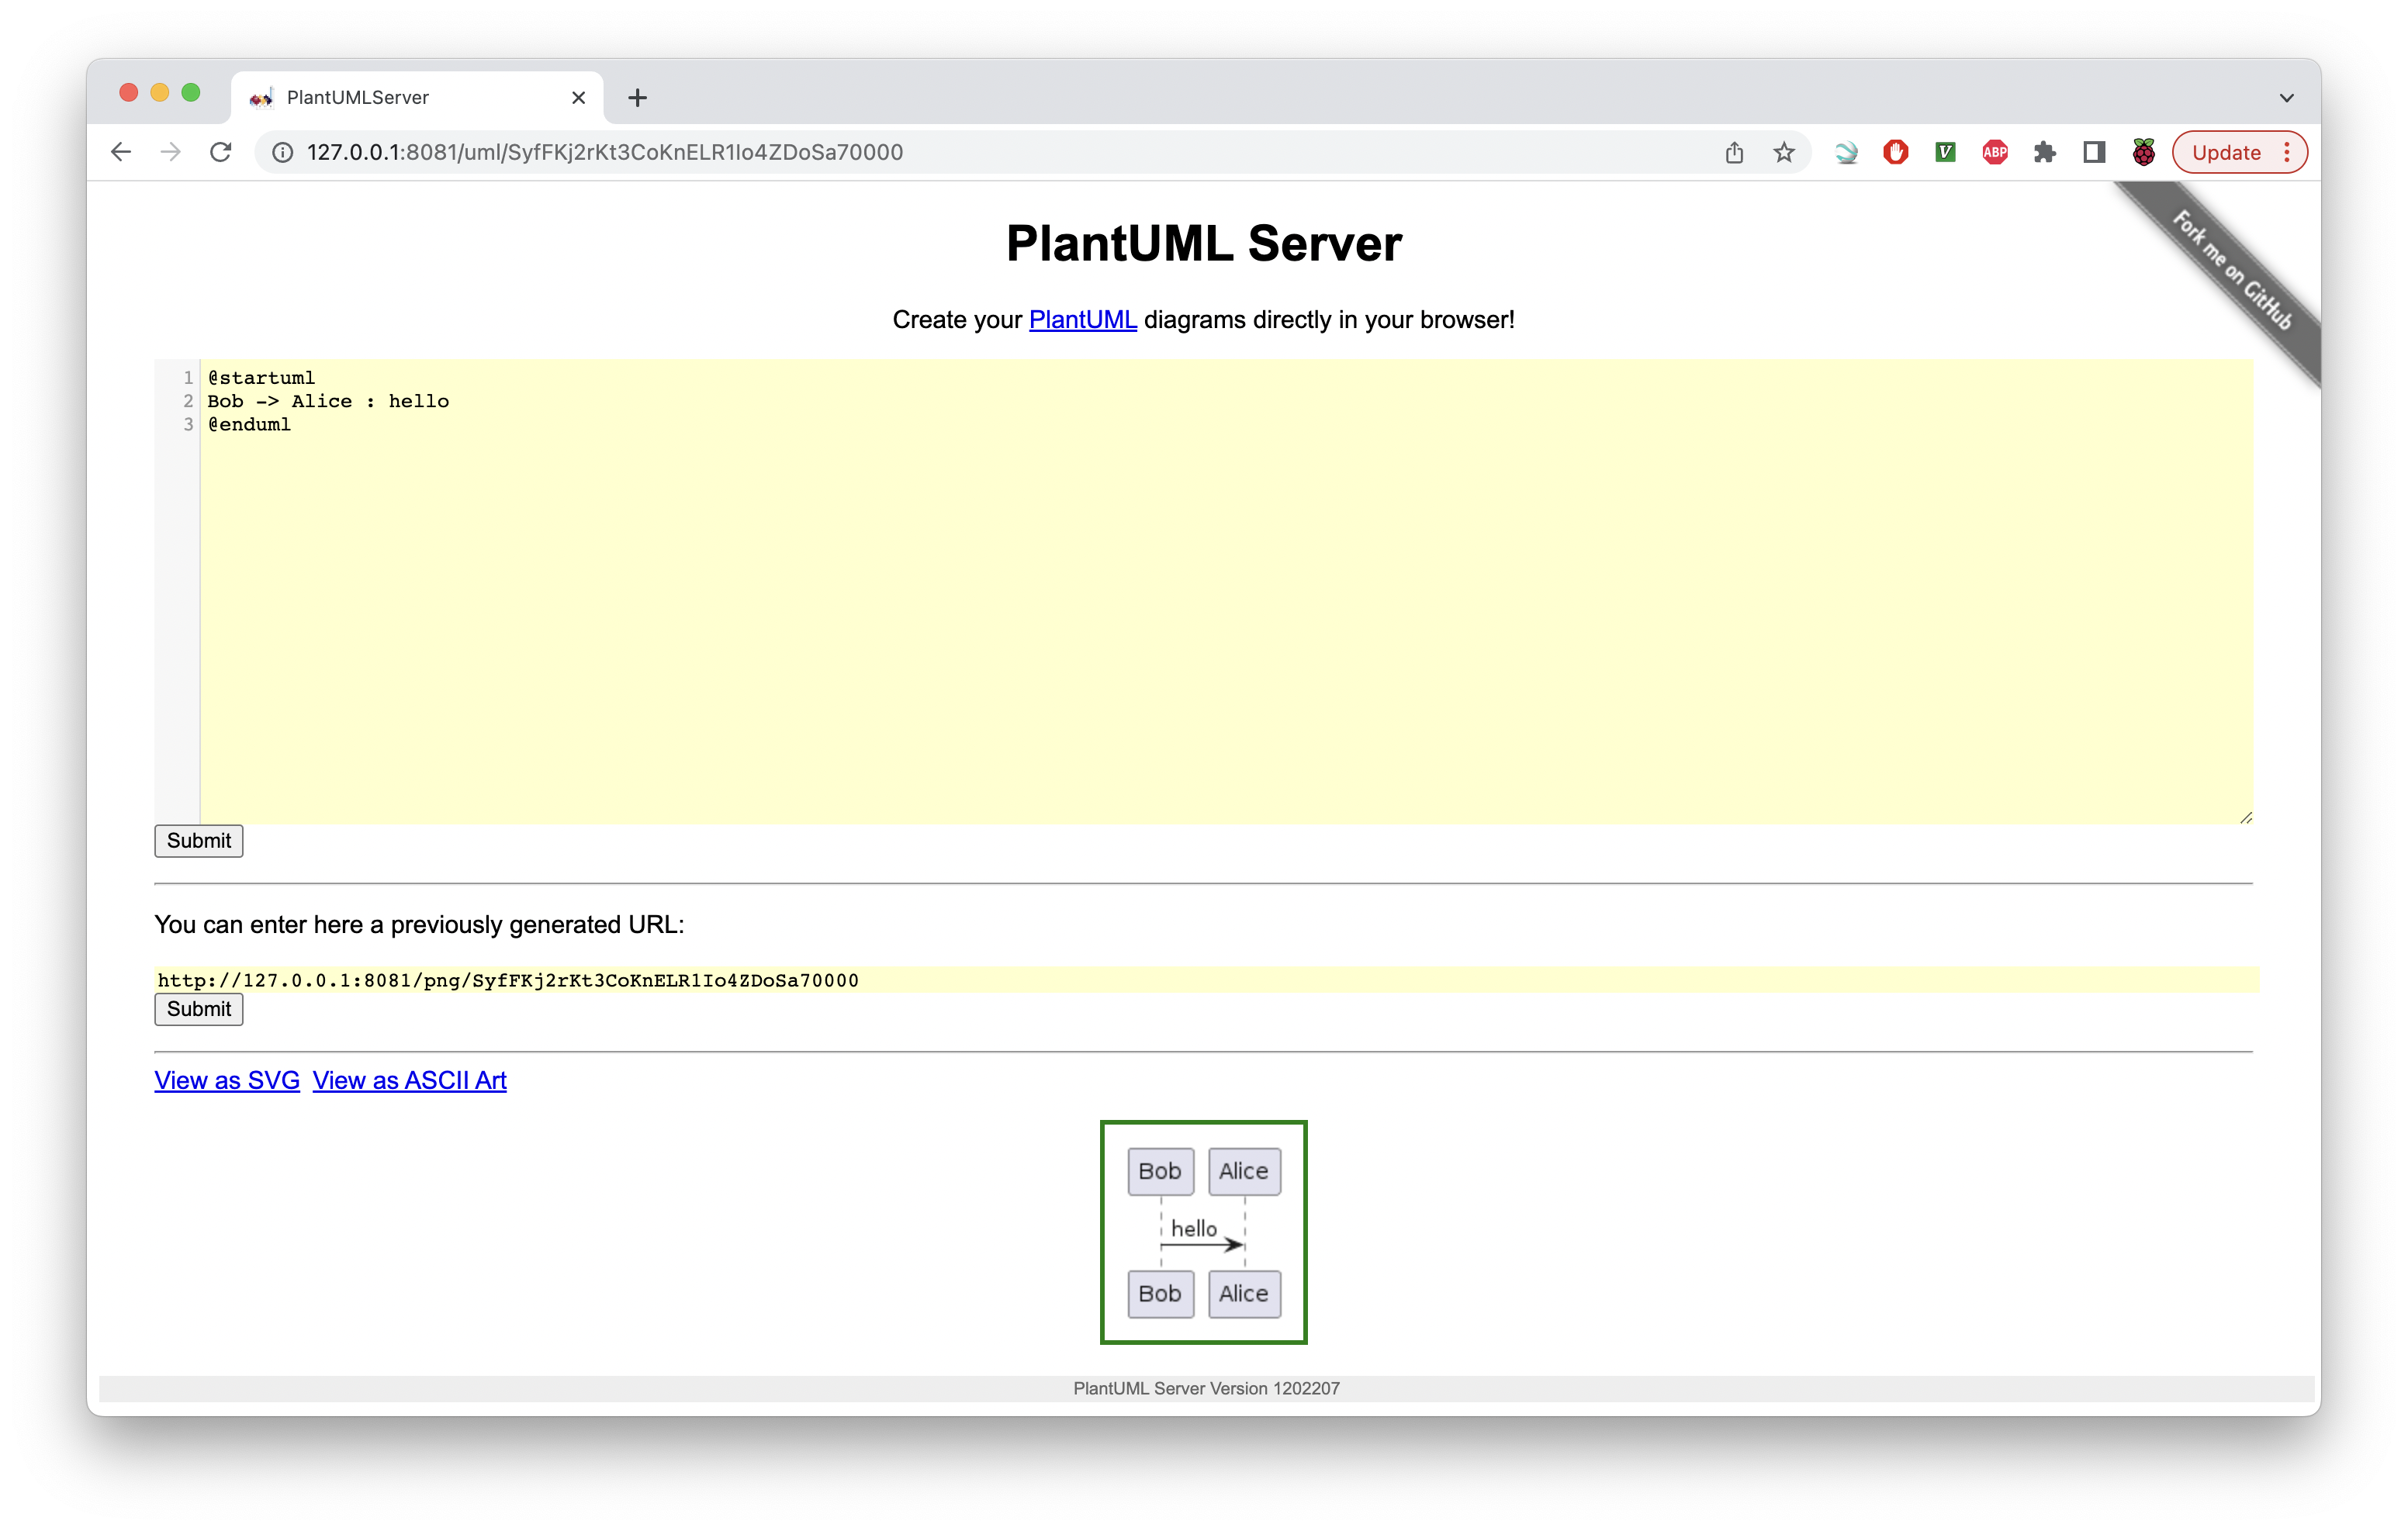 PlantUMLServer
127.0.0.1:8081/uml/SyfFKj2rKt3CoKnELR1Io4ZDoSa70000
ABP
Update
Fork me on GitHub
PlantUML Server
Create your PlantUML diagrams directly in your browser!
1 @startuml
2 Bob -> Alice : hello
3 @enduml
Submit
You can enter here a previously generated URL:
http://127.0.0.1:8081/png/SyfFKj2rKt3CoKnELR1Io4ZDoSa70000
Submit
View as SVG View as ASCII Art
Bob Alice
hello
Bob Alice
PlantUML Server Version 1202207